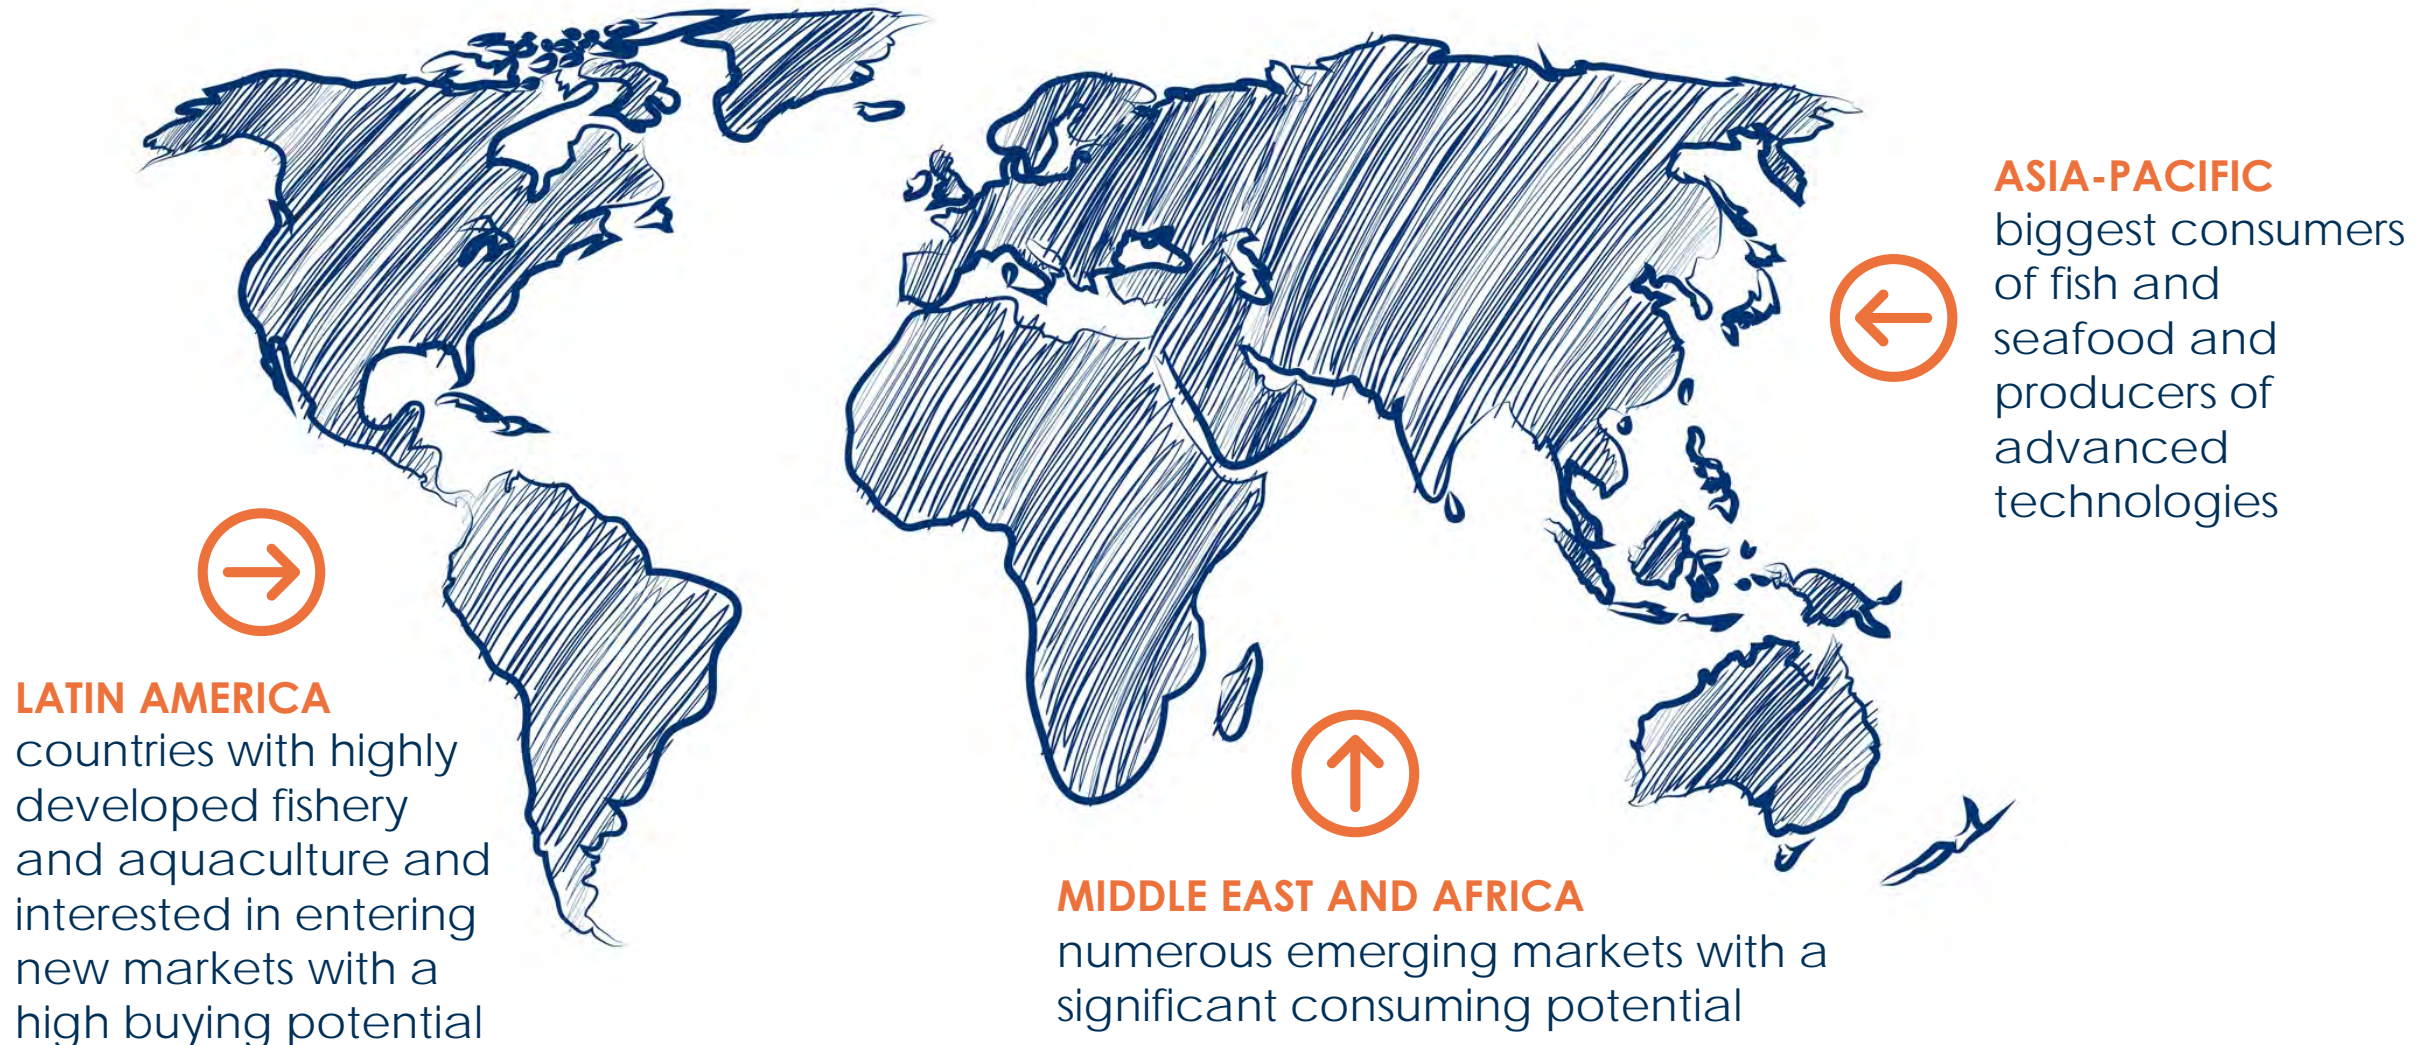 ASIA-PACIFIC
biggest consumers
of fish and
seafood and
producers of
advanced
technologies
LATIN AMERICA
countries with highly
developed fishery
and aquaculture and
interested in entering
new markets with a
high buying potential
MIDDLE EAST AND AFRICA
numerous emerging markets with a
significant consuming potential